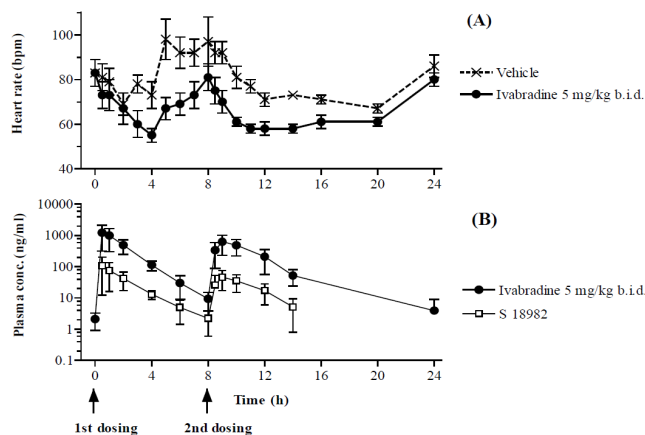 (A)
Heart rate (bpm)
100
80
60
40
0 4 8 12 16 20 24
Vehicle
Ivabradine 5 mg/kg b.i.d.
(B)
Plasma conc. (ng/ml)
10000
1000
100
10
1
0.1
0 4 8 12 16 20 24
Ivabradine 5 mg/kg b.i.d.
S 18982
Time (h)
1st dosing 2nd dosing